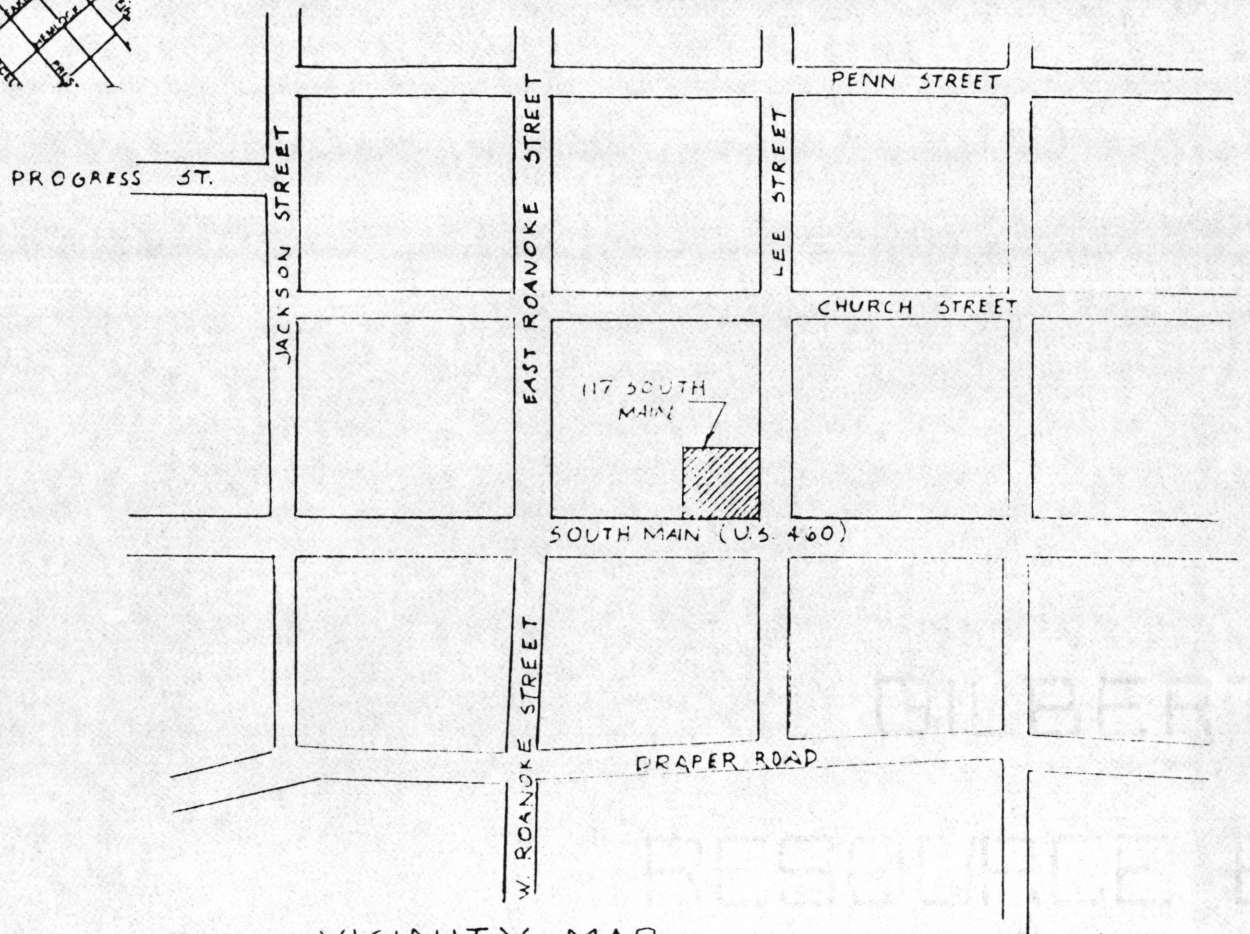 HEMLOCK
PENN STREET
PROGRESS ST.
JACKSON STREET
EAST ROANOKE STREET
LEE STREET
CHURCH STREET
117 SOUTH
MAIN
SOUTH MAIN (U.S. 460)
W. ROANOKE STREET
DRAPER ROAD
VICINITY MAP